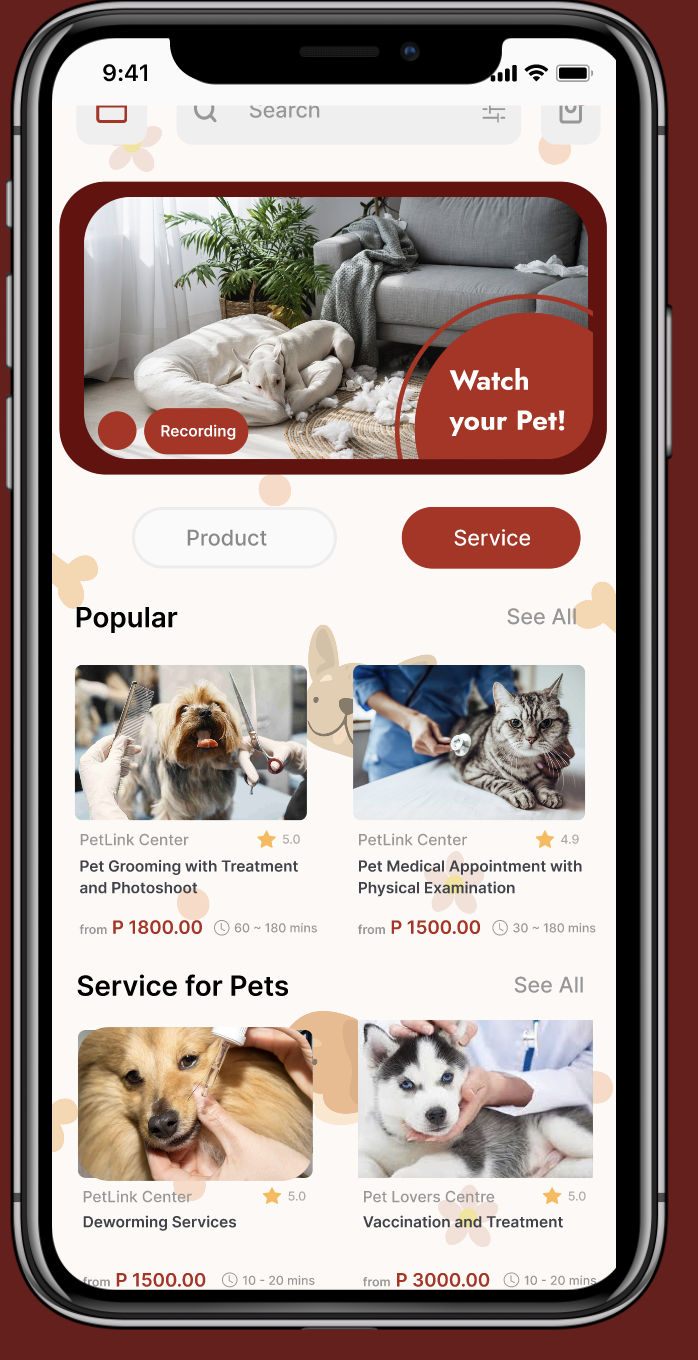 9:41
Search
Watch
your Pet!
Recording
Product
Service
Popular
See All
PetLink Center
5.0
PetLink Center
4.9
Pet Grooming with Treatment
and Photoshoot
Pet Medical Appointment with
Physical Examination
from P 1800.00
60 ~ 180 mins
from P 1500.00
30 ~ 180 mins
Service for Pets
See All
PetLink Center
5.0
Pet Lovers Centre
5.0
Deworming Services
Vaccination and Treatment
from P 1500.00
10 - 20 mins
from P 3000.00
10 - 20 mins